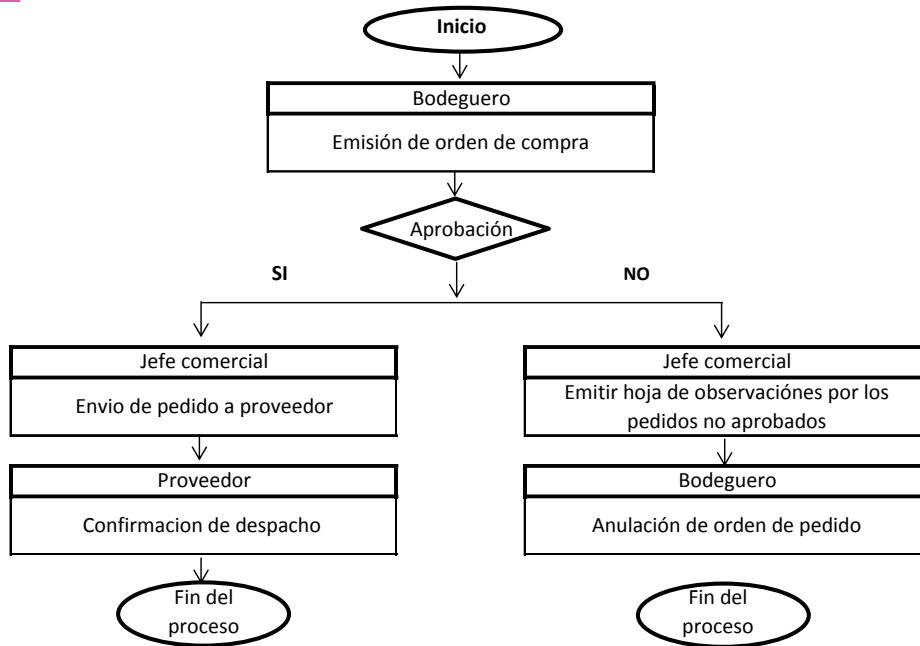 Inicio
Bodeguero
Emisión de orden de compra
Aprobación
SI
NO
Jefe comercial
Envio de pedido a proveedor
Proveedor
Confirmacion de despacho
Fin del
proceso
Jefe comercial
Emitir hoja de observaciónes por los
pedidos no aprobados
Bodeguero
Anulación de orden de pedido
Fin del
proceso